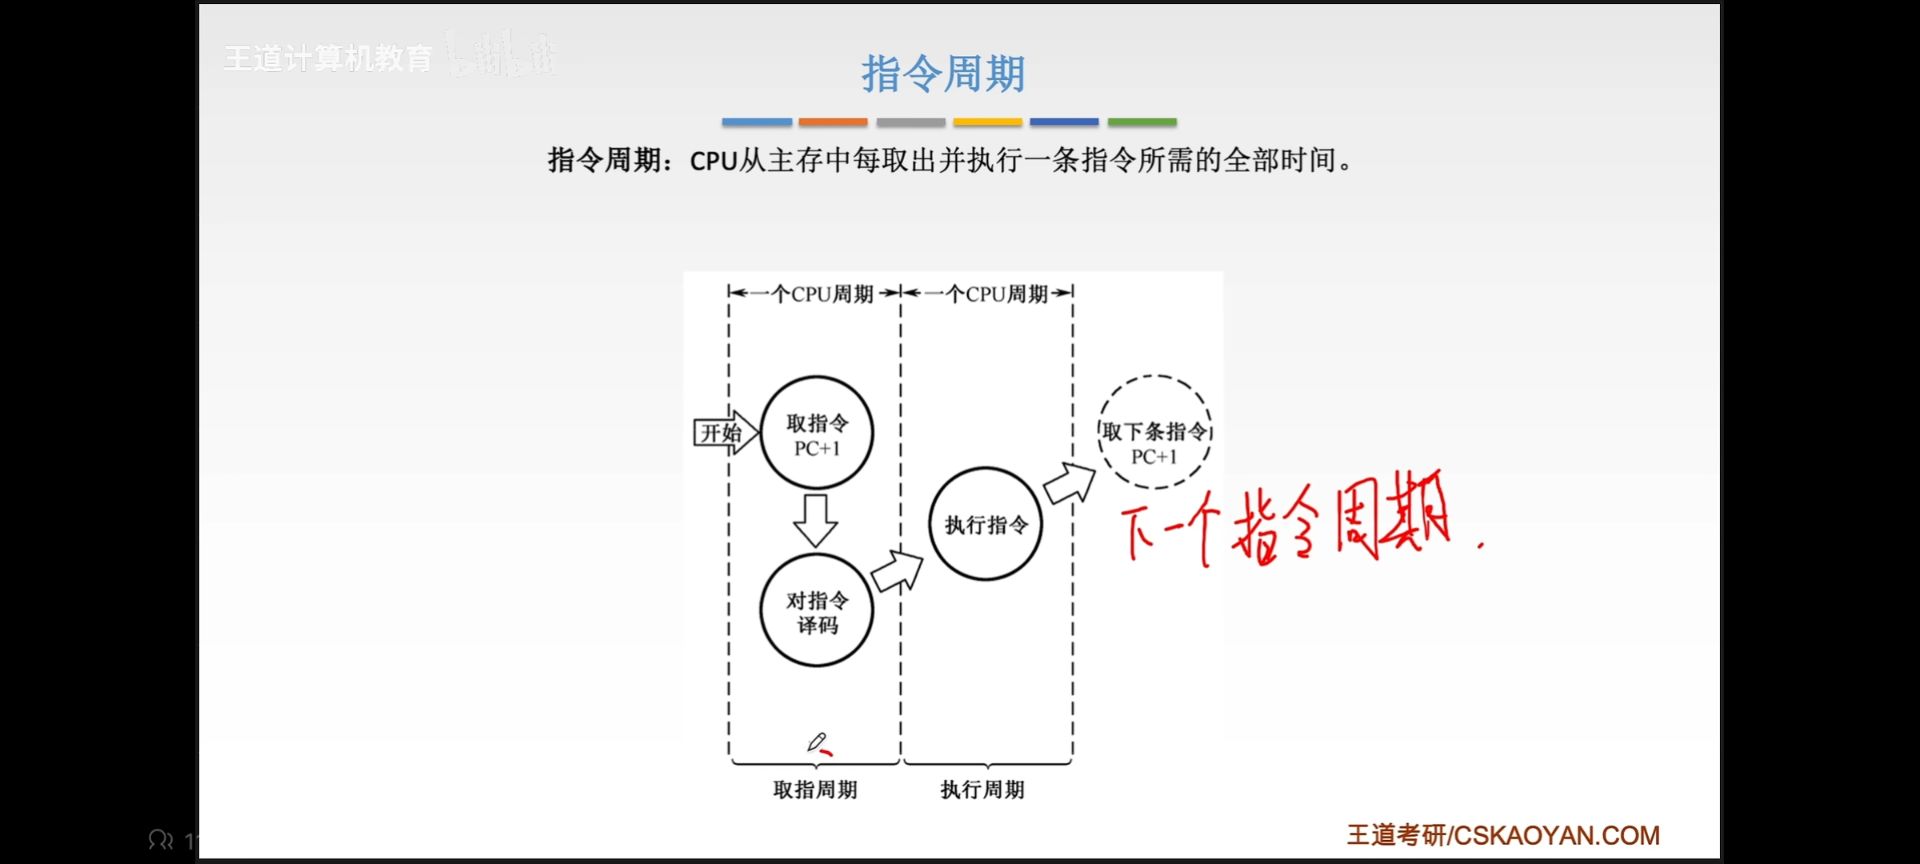 王道计算机教育 bilibili
指令周期
指令周期：CPU从主存中每取出并执行一条指令所需的全部时间。
一个CPU周期 一个CPU周期
开始
取指令
PC+1
对指令
译码
执行指令
取下条指令
PC+1
下一个指令周期.
取指周期 执行周期
王道考研/CSKAOYAN.COM